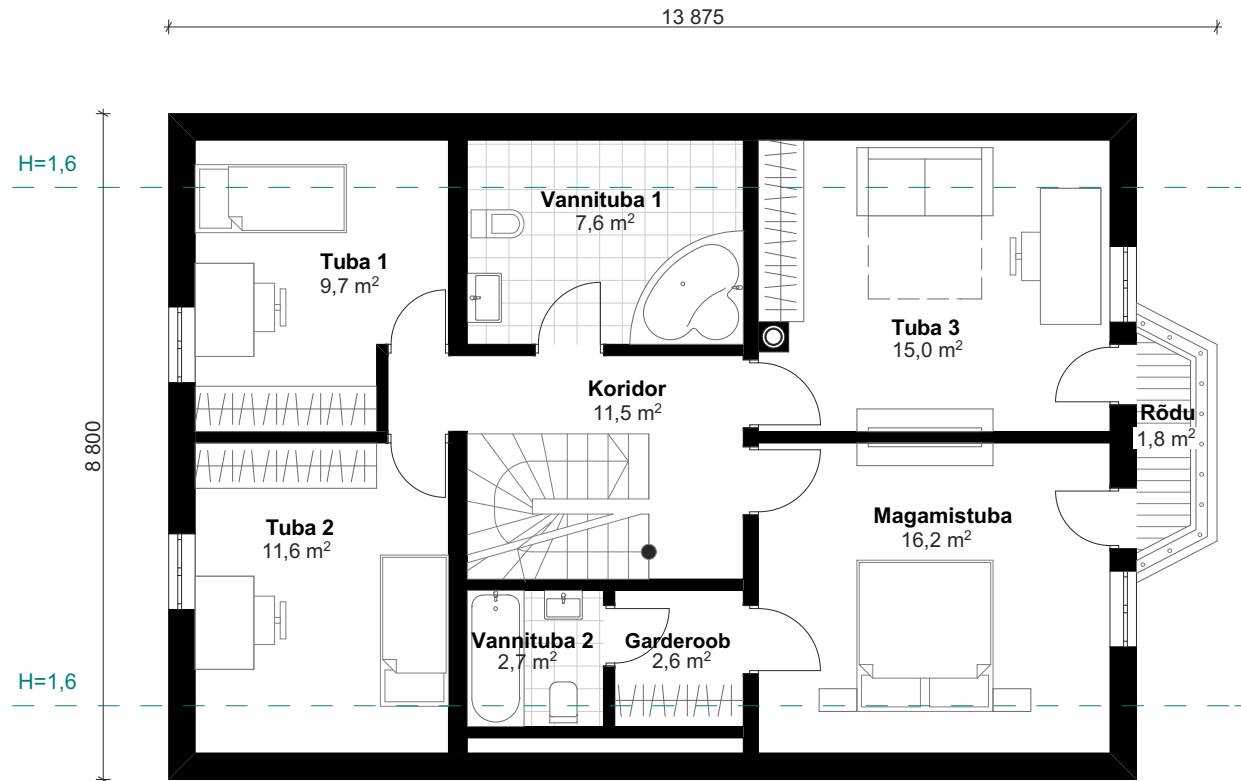 13 875
H=1,6
Vannituba 1
7,6 m²
Tuba 1
9,7 m²
Tuba 3
15,0 m²
Koridor
11,5 m²
Rõdu
1,8 m²
8 800
Tuba 2
11,6 m²
Magamistuba
16,2 m²
Vannituba 2
2,7 m²
Garderoob
2,6 m²
H=1,6